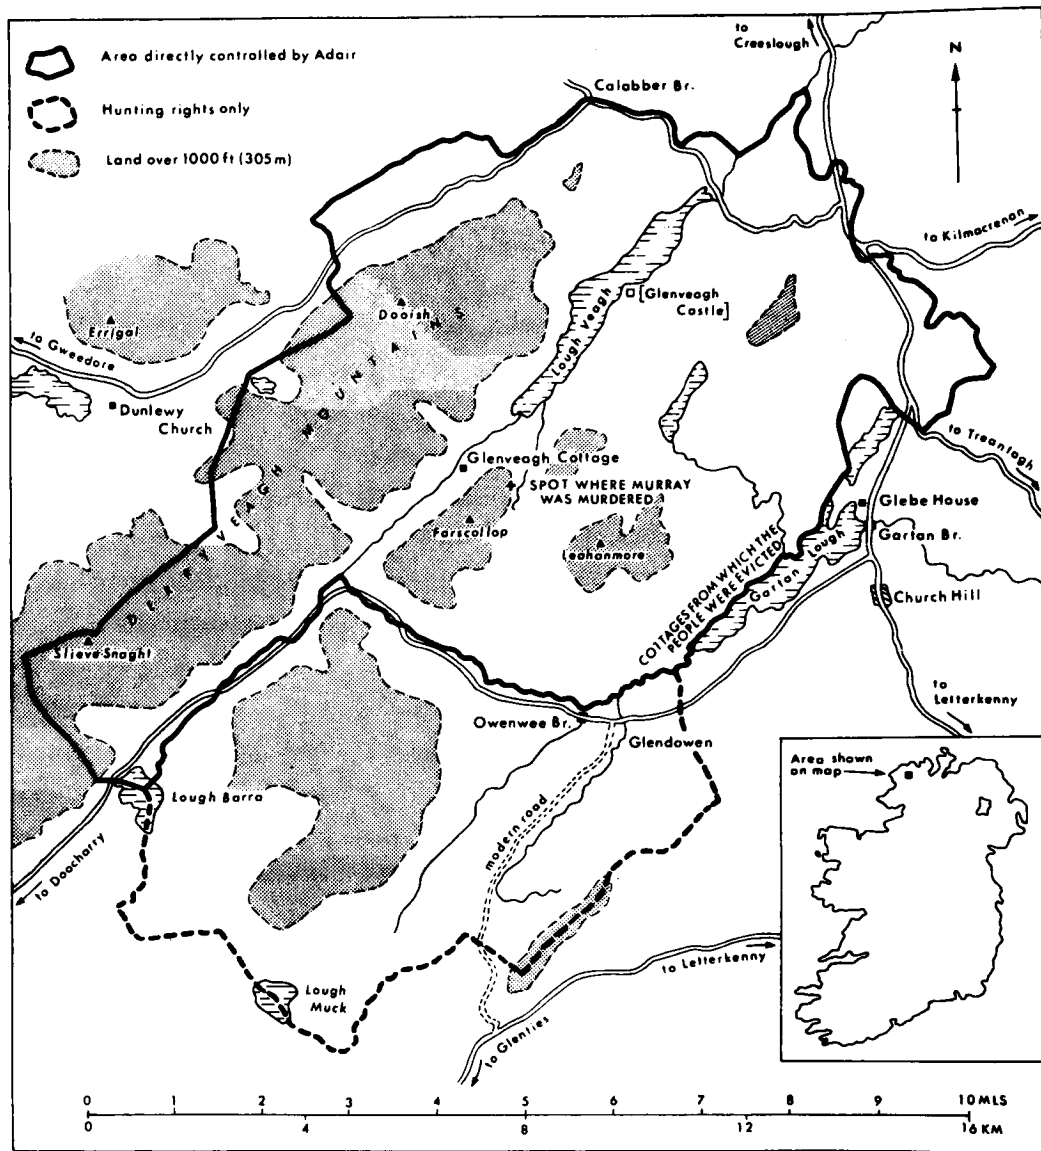 Area directly controlled by Adair
Hunting rights only
Land over 1000 ft (305 m)
to
Creeslough
N
Calabber Br.
to Kilmacrenan
[Glenveagh
Castle]
Lough Veagh
Dooish
Errigal
to Gweedore
Dunlewy
Church
DERRYVEAGH MOUNTAINS
Glenveagh Cottage
SPOT WHERE MURRAY
WAS MURDERED
Farscollop
Leahanmore
to Treantagh
Glebe House
Gartan Br.
Gartan Lough
COTTAGES FROM WHICH THE
PEOPLE WERE EVICTED
Church Hill
Slieve Snaght
to
Letterkenny
Owenwee Br.
Glendowen
Lough Barra
modern road
to Doocharry
Area shown
on map
to Letterkenny
Lough
Muck
to Glenties
0 1 2 3 4 5 6 7 8 9 10 MLS
0 4 8 12 16 KM